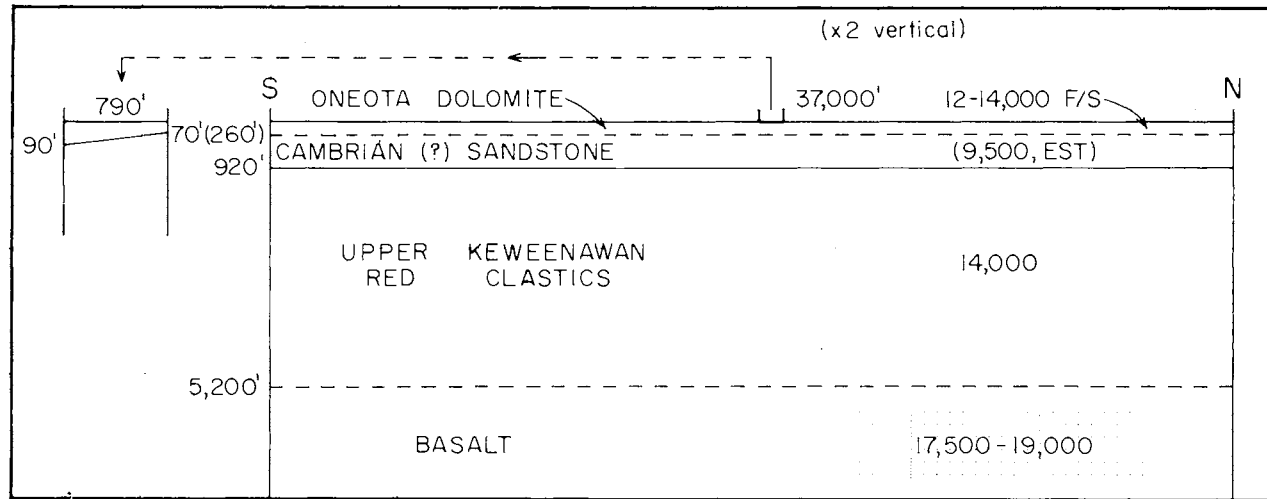 (x2 vertical)
S
N
790'
ONEOTA DOLOMITE
37,000'
12-14,000 F/S
90'
70'(260')
CAMBRIÁN (?) SANDSTONE
(9,500, EST)
920'
UPPER KEWEENAWAN
RED CLASTICS
14,000
5,200'
BASALT
17,500-19,000